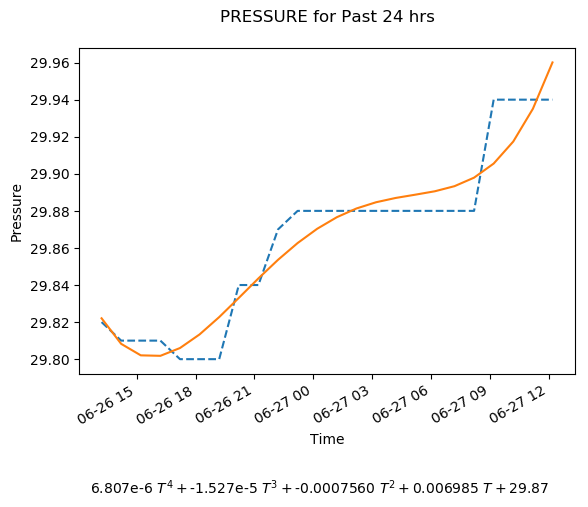 PRESSURE for Past 24 hrs
29.96
29.94
29.92
29.90
29.88
29.86
29.84
29.82
29.80
Pressure
06-26 15 06-26 18 06-26 21 06-27 00 06-27 03 06-27 06 06-27 09 06-27 12
Time
6.807e-6 T⁴ + -1.527e-5 T³ + -0.0007560 T² + 0.006985 T + 29.87